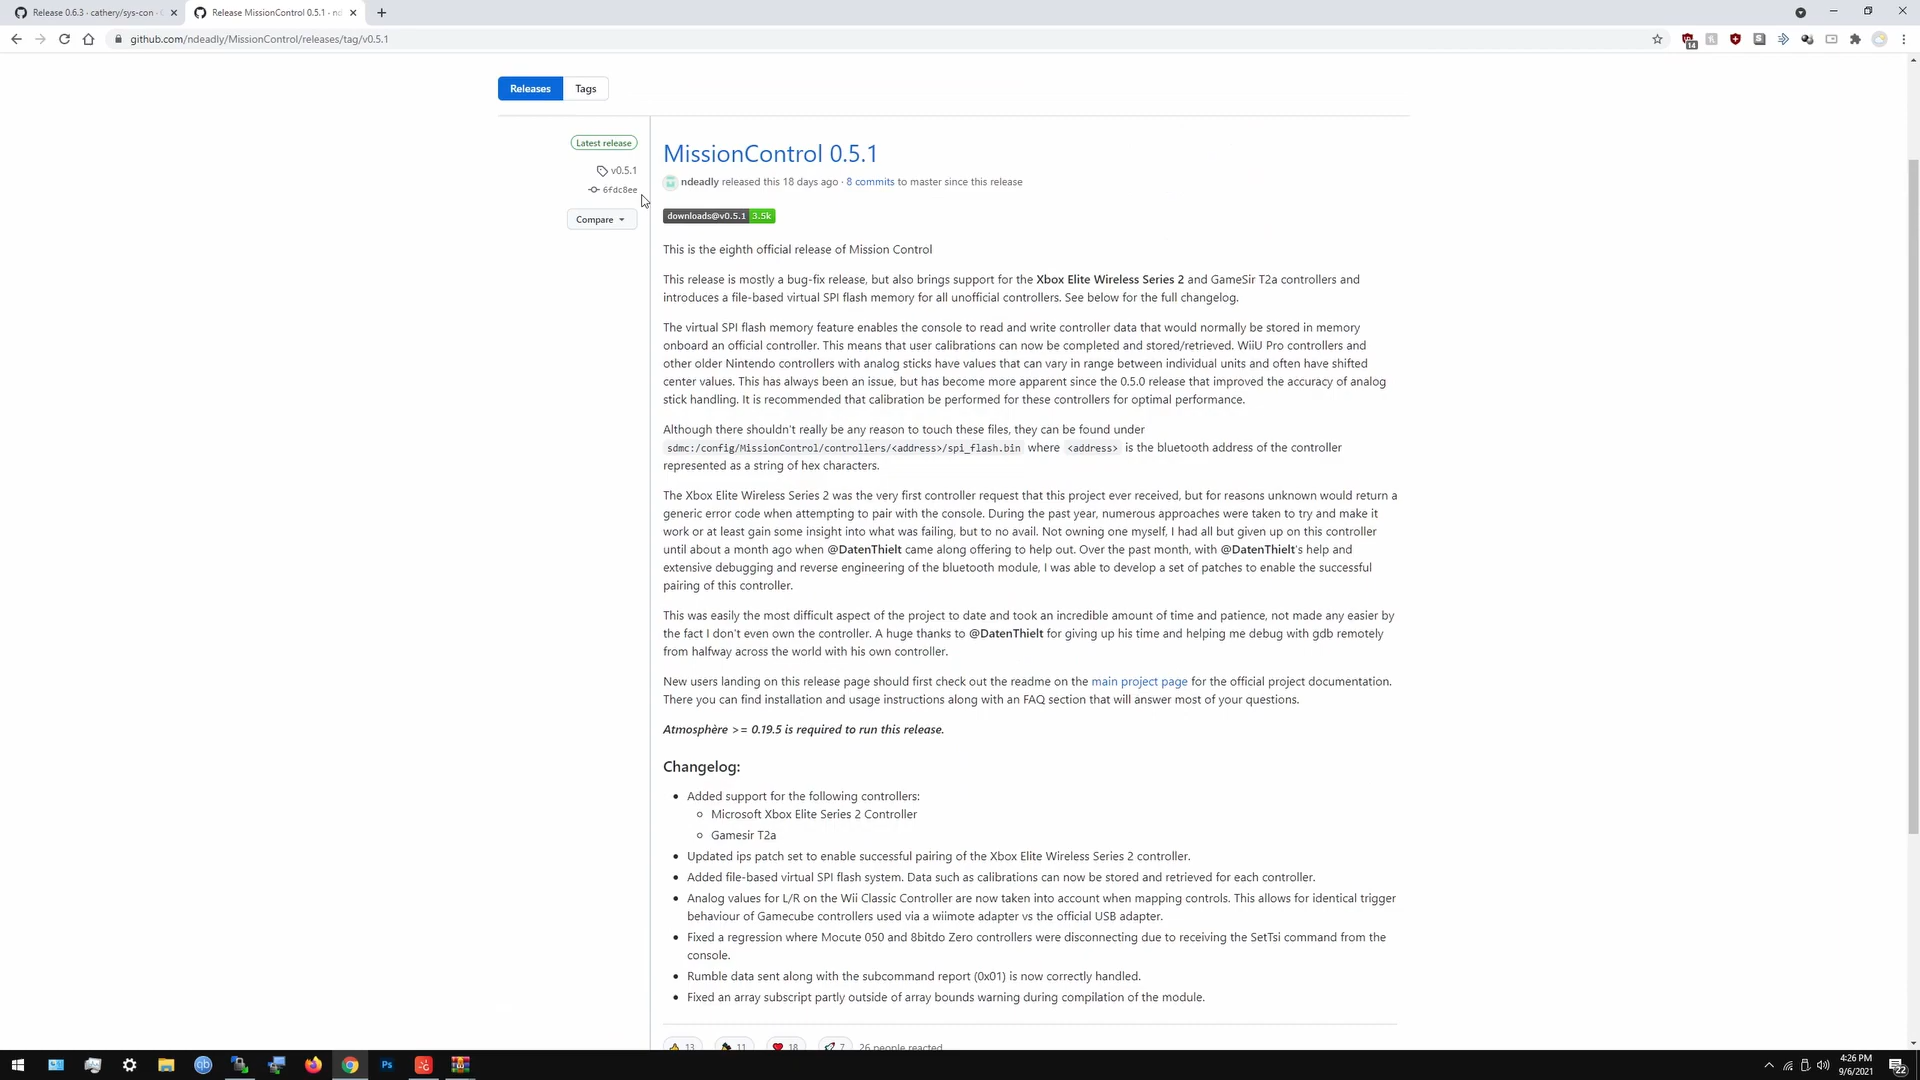 Release 0.6.3 · cathery/sys-con ·
Release MissionControl 0.5.1 · nd
github.com/ndeadly/MissionControl/releases/tag/v0.5.1
14
Releases
Tags
Latest release
v0.5.1
6fdc8ee
Compare
MissionControl 0.5.1
ndeadly released this 18 days ago · 8 commits to master since this release
downloads@v0.5.1 3.5k
This is the eighth official release of Mission Control
This release is mostly a bug-fix release, but also brings support for the Xbox Elite Wireless Series 2 and GameSir T2a controllers and
introduces a file-based virtual SPI flash memory for all unofficial controllers. See below for the full changelog.
The virtual SPI flash memory feature enables the console to read and write controller data that would normally be stored in memory
onboard an official controller. This means that user calibrations can now be completed and stored/retrieved. WiiU Pro controllers and
other older Nintendo controllers with analog sticks have values that can vary in range between individual units and often have shifted
center values. This has always been an issue, but has become more apparent since the 0.5.0 release that improved the accuracy of analog
stick handling. It is recommended that calibration be performed for these controllers for optimal performance.
Although there shouldn't really be any reason to touch these files, they can be found under
sdmc:/config/MissionControl/controllers/<address>/spi_flash.bin where <address> is the bluetooth address of the controller
represented as a string of hex characters.
The Xbox Elite Wireless Series 2 was the very first controller request that this project ever received, but for reasons unknown would return a
generic error code when attempting to pair with the console. During the past year, numerous approaches were taken to try and make it
work or at least gain some insight into what was failing, but to no avail. Not owning one myself, I had all but given up on this controller
until about a month ago when @DatenThielt came along offering to help out. Over the past month, with @DatenThielt's help and
extensive debugging and reverse engineering of the bluetooth module, I was able to develop a set of patches to enable the successful
pairing of this controller.
This was easily the most difficult aspect of the project to date and took an incredible amount of time and patience, not made any easier by
the fact I don't even own the controller. A huge thanks to @DatenThielt for giving up his time and helping me debug with gdb remotely
from halfway across the world with his own controller.
New users landing on this release page should first check out the readme on the main project page for the official project documentation.
There you can find installation and usage instructions along with an FAQ section that will answer most of your questions.
Atmosphère >= 0.19.5 is required to run this release.
Changelog:
• Added support for the following controllers:
◦ Microsoft Xbox Elite Series 2 Controller
◦ Gamesir T2a
• Updated ips patch set to enable successful pairing of the Xbox Elite Wireless Series 2 controller.
• Added file-based virtual SPI flash system. Data such as calibrations can now be stored and retrieved for each controller.
• Analog values for L/R on the Wii Classic Controller are now taken into account when mapping controls. This allows for identical trigger
behaviour of Gamecube controllers used via a wiimote adapter vs the official USB adapter.
• Fixed a regression where Mocute 050 and 8bitdo Zero controllers were disconnecting due to receiving the SetTsi command from the
console.
• Rumble data sent along with the subcommand report (0x01) is now correctly handled.
• Fixed an array subscript partly outside of array bounds warning during compilation of the module.
13 11 18 7 26 people reacted
qb
Ps
4:26 PM
9/6/2021
22